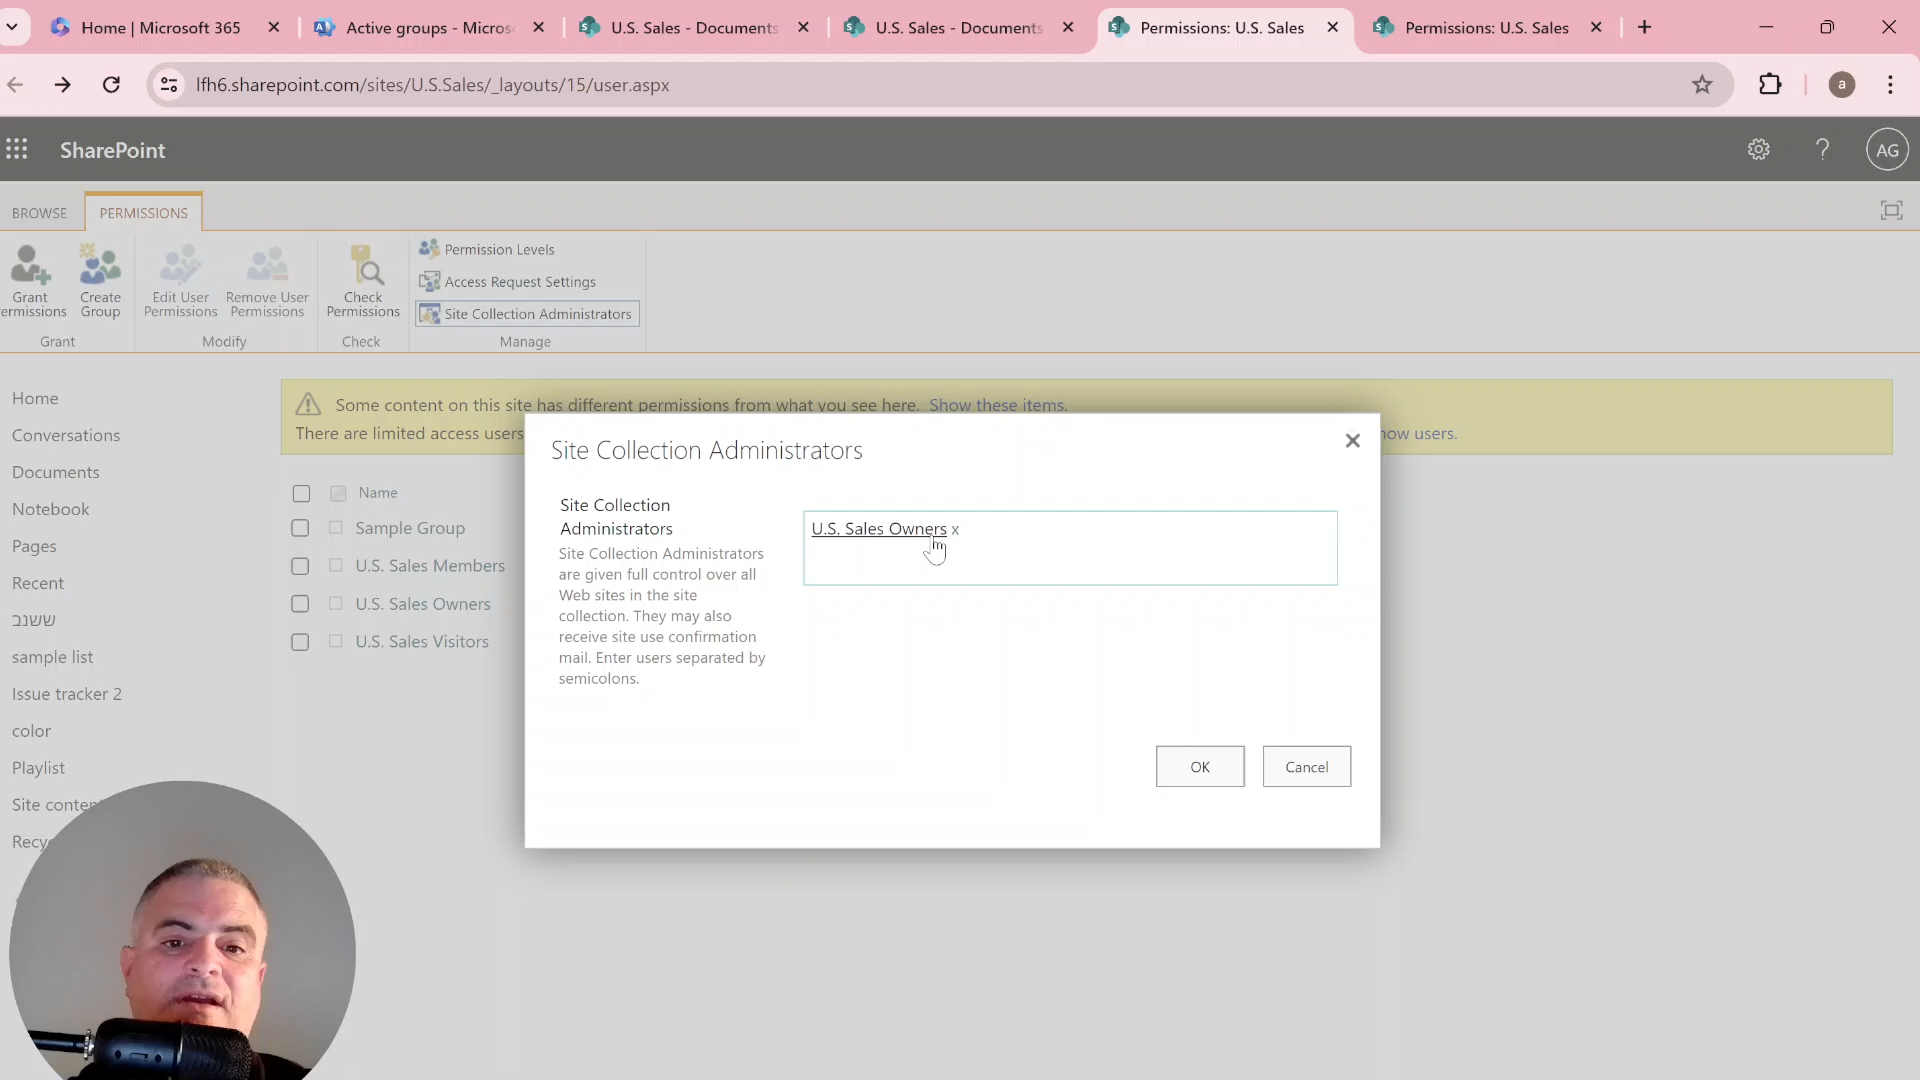 Home | Microsoft 365
Active groups - Micros
U.S. Sales - Documents
U.S. Sales - Documents
Permissions: U.S. Sales
Permissions: U.S. Sales
lfh6.sharepoint.com/sites/U.S.Sales/_layouts/15/user.aspx
a
SharePoint
AG
BROWSE
PERMISSIONS
Grant
ermissions
Create
Group
Edit User
Permissions
Remove User
Permissions
Check
Permissions
Permission Levels
Access Request Settings
Site Collection Administrators
Grant
Modify
Check
Manage
Home
Conversations
Documents
Notebook
Pages
Recent
ששנב
sample list
Issue tracker 2
color
Playlist
Site conten
Recy
Some content on this site has different permissions from what you see here. Show these items.
There are limited access users
how users.
Name
Sample Group
U.S. Sales Members
U.S. Sales Owners
U.S. Sales Visitors
Site Collection Administrators
Site Collection
Administrators
Site Collection Administrators
are given full control over all
Web sites in the site
collection. They may also
receive site use confirmation
mail. Enter users separated by
semicolons.
U.S. Sales Owners x
OK
Cancel